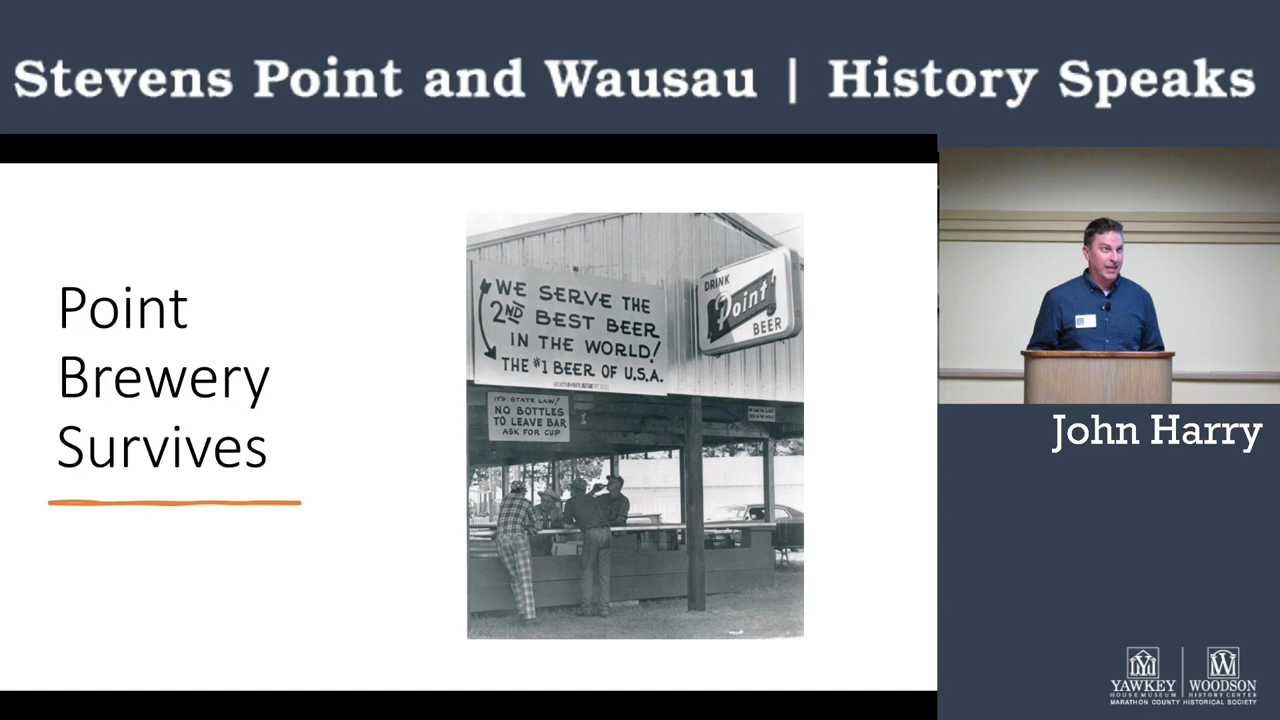 Stevens Point and Wausau | History Speaks
Point
Brewery
Survives
WE SERVE THE
2ND BEST BEER
IN THE WORLD!
THE #1 BEER OF U.S.A.
DRINK
Point
BEER
IT'S STATE LAW!
NO BOTTLES
TO LEAVE BAR
ASK FOR CUP
John Harry
YAWKEY
HOUSE MUSEUM
WOODSON
HISTORY CENTER
MARATHON COUNTY HISTORICAL SOCIETY